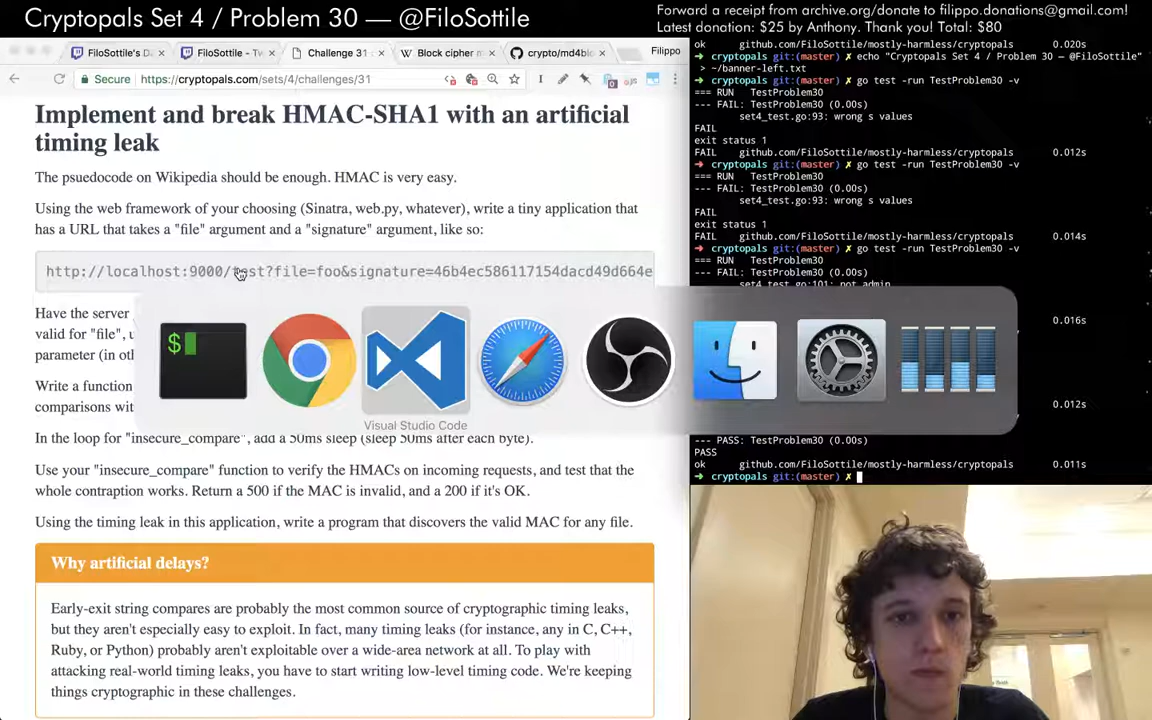 Cryptopals Set 4 / Problem 30 — @FiloSottile
Forward a receipt from archive.org/donate to filippo.donations@gmail.com!
Latest donation: $25 by Anthony. Thank you! Total: $80
FiloSottile's D
FiloSottile - Tw
Challenge 31
Block cipher m
crypto/md4blo
Filippo
Secure
https://cryptopals.com/sets/4/challenges/31
Implement and break HMAC-SHA1 with an artificial
timing leak
The psuedocode on Wikipedia should be enough. HMAC is very easy.
Using the web framework of your choosing (Sinatra, web.py, whatever), write a tiny application that
has a URL that takes a "file" argument and a "signature" argument, like so:
http://localhost:9000/test?file=foo&signature=46b4ec586117154dacd49d664e
Have the server
valid for "file", u
parameter (in oth
Write a function
comparisons wit
$
Visual Studio Code
In the loop for "insecure_compare", add a 50ms sleep (sleep 50ms after each byte).
Use your "insecure_compare" function to verify the HMACs on incoming requests, and test that the
whole contraption works. Return a 500 if the MAC is invalid, and a 200 if it's OK.
Using the timing leak in this application, write a program that discovers the valid MAC for any file.
Why artificial delays?
Early-exit string compares are probably the most common source of cryptographic timing leaks,
but they aren't especially easy to exploit. In fact, many timing leaks (for instance, any in C, C++,
Ruby, or Python) probably aren't exploitable over a wide-area network at all. To play with
attacking real-world timing leaks, you have to start writing low-level timing code. We're keeping
things cryptographic in these challenges.
ok github.com/FiloSottile/mostly-harmless/cryptopals 0.020s
➜ cryptopals git:(master) ✗ echo "Cryptopals Set 4 / Problem 30 — @FiloSottile"
> ~/banner-left.txt
➜ cryptopals git:(master) ✗ go test -run TestProblem30 -v
=== RUN TestProblem30
--- FAIL: TestProblem30 (0.00s)
set4_test.go:93: wrong s values
FAIL
exit status 1
FAIL github.com/FiloSottile/mostly-harmless/cryptopals 0.012s
➜ cryptopals git:(master) ✗ go test -run TestProblem30 -v
=== RUN TestProblem30
--- FAIL: TestProblem30 (0.00s)
set4_test.go:93: wrong s values
FAIL
exit status 1
FAIL github.com/FiloSottile/mostly-harmless/cryptopals 0.014s
➜ cryptopals git:(master) ✗ go test -run TestProblem30 -v
=== RUN TestProblem30
--- FAIL: TestProblem30 (0.00s)
set4_test.go:101: not admin
0.016s
0.012s
--- PASS: TestProblem30 (0.00s)
PASS
ok github.com/FiloSottile/mostly-harmless/cryptopals 0.011s
➜ cryptopals git:(master) ✗